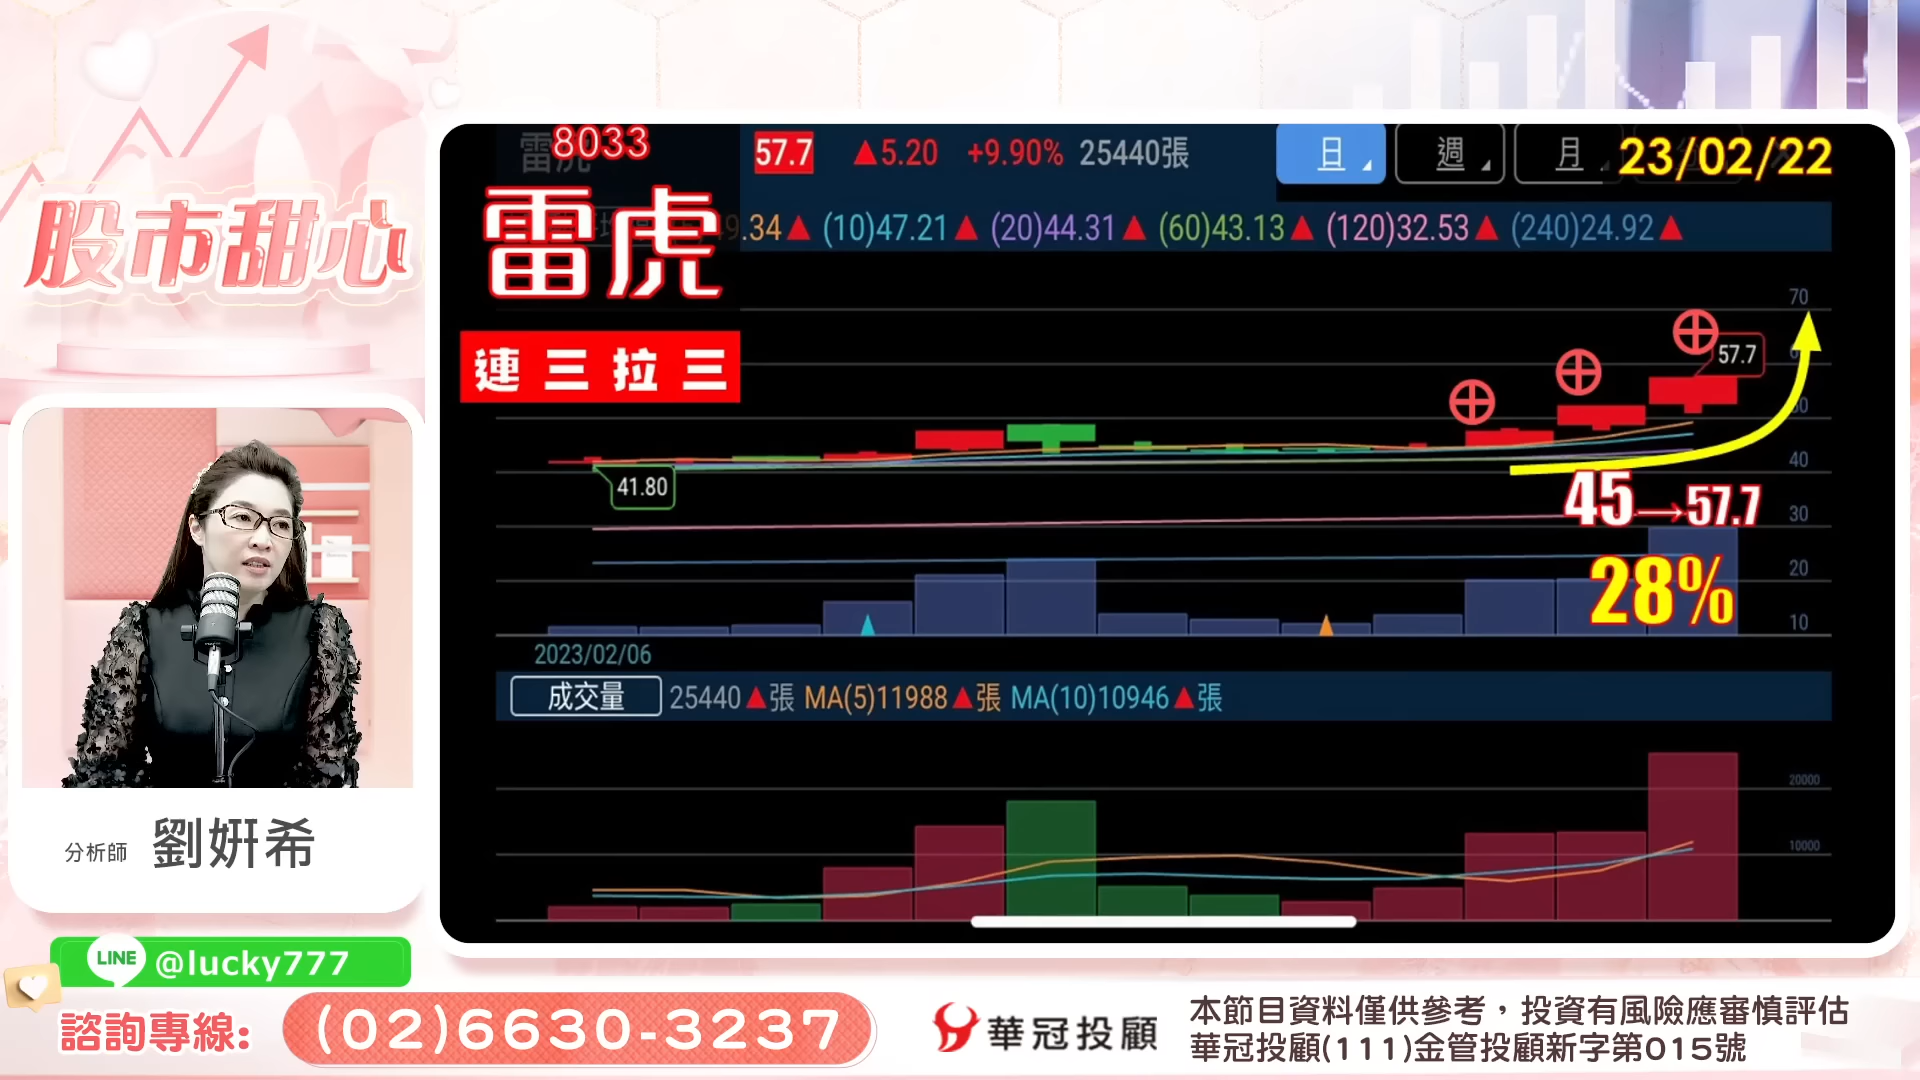 股市甜心
分析師 劉妍希
LINE @lucky777
8033
雷虎
57.7 ▲5.20 +9.90% 25440張
日 週 月
23/02/22
雷虎
9.34▲ (10)47.21▲ (20)44.31▲ (60)43.13▲ (120)32.53▲ (240)24.92▲
連三拉三
70
57.7
40
41.80
45→57.7
30
28%
20
10
2023/02/06
成交量 25440▲張 MA(5)11988▲張 MA(10)10946▲張
20000
10000
諮詢專線: (02)6630-3237
華冠投顧
本節目資料僅供參考，投資有風險應審慎評估
華冠投顧(111)金管投顧新字第015號